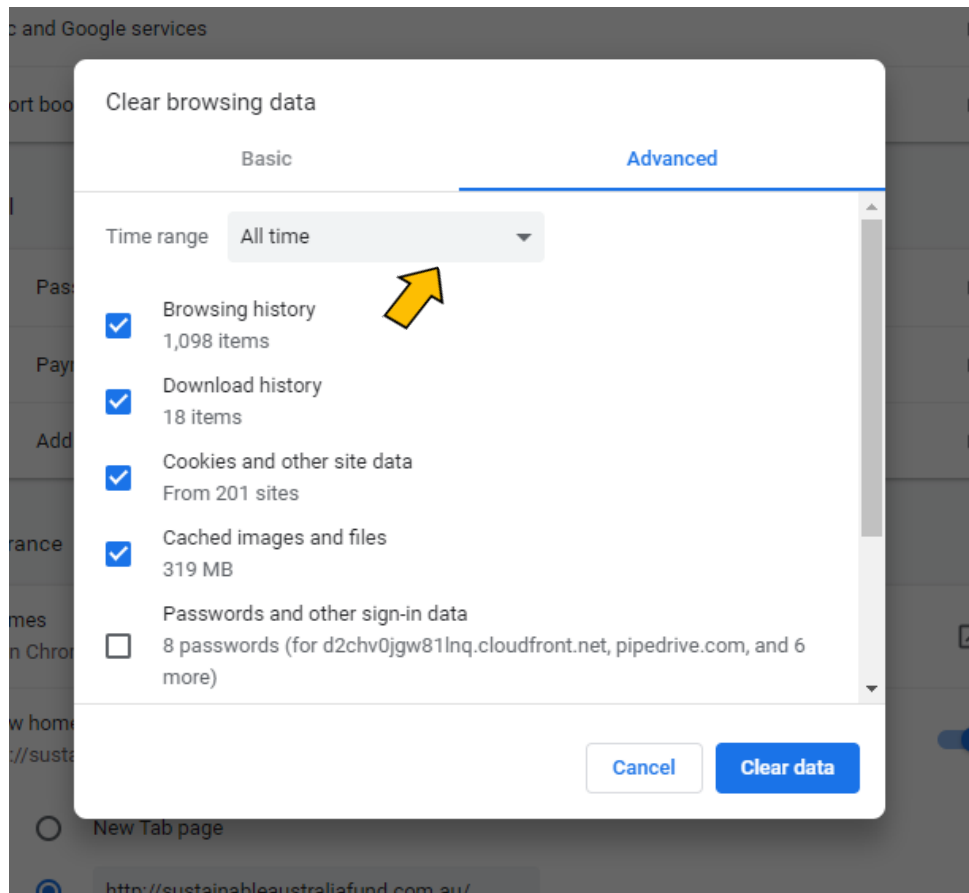 c and Google services
ort boo
Clear browsing data
Basic
Advanced
l
Time range
All time
Pas
Browsing history
1,098 items
Pay
Download history
18 items
Add
Cookies and other site data
From 201 sites
rance
Cached images and files
319 MB
mes
Passwords and other sign-in data
n Chror
8 passwords (for d2chv0jgw81lnq.cloudfront.net, pipedrive.com, and 6
more)
w home
://susta
Cancel
Clear data
New Tab page
http://sustainableaustraliafund.com.au/